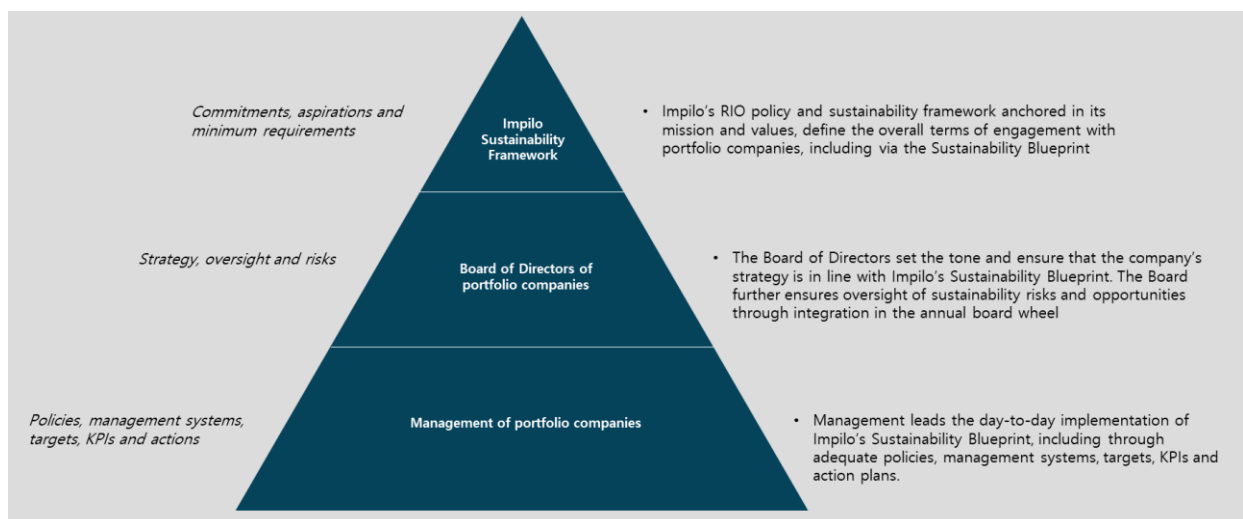 Commitments, aspirations and
minimum requirements
Impilo
Sustainability
Framework
• Impilo's RIO policy and sustainability framework anchored in its
mission and values, define the overall terms of engagement with
portfolio companies, including via the Sustainability Blueprint
Strategy, oversight and risks
Board of Directors of
portfolio companies
• The Board of Directors set the tone and ensure that the company's
strategy is in line with Impilo's Sustainability Blueprint. The Board
further ensures oversight of sustainability risks and opportunities
through integration in the annual board wheel
Policies, management systems,
targets, KPIs and actions
Management of portfolio companies
• Management leads the day-to-day implementation of
Impilo's Sustainability Blueprint, including through
adequate policies, management systems, targets, KPIs and
action plans.